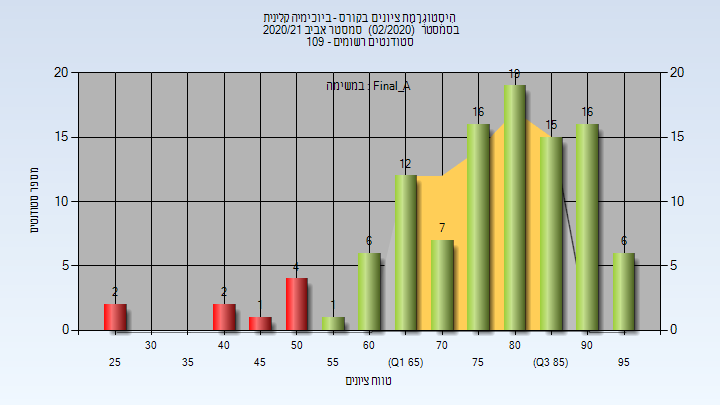 היסטוגרמת ציונים בקורס - ביוכימיה קלינית
בסמסטר (02/2020) סמסטר אביב 2020/21
סטודנטים רשומים - 109
במשימה : Final_A
20 20
15 15
10 10
5 5
0 0
מספר סטודנטים
2 2 1 4 1 6 12 7 16 19 15 16 6
30 40 50 60 70 80 90
25 35 45 55 (Q1 65) 75 (Q3 85) 95
טווח ציונים